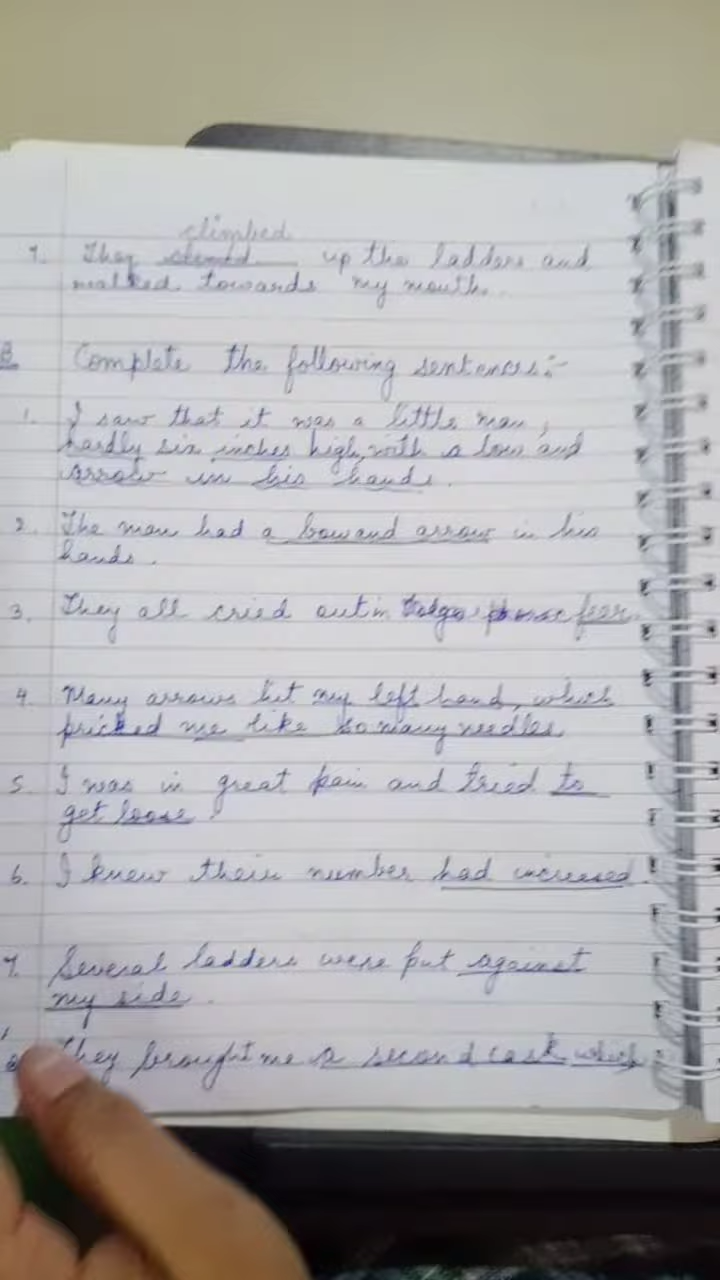 climbed
7. They up the ladders and
walked towards my mouth.
B. Complete the following sentences:-
1. I saw that it was a little man,
hardly six inches high, with a bow and
arrow in his hands.
2. The man had a bow and arrow in his
hands.
3. They all cried out in fear.
4. Many arrows hit my left hand, which
pricked me like so many needles
5. I was in great pain and tried to
get loose.
6. I knew their number had increased.
7. Several ladders were put against
my side.
They brought me a second cask which